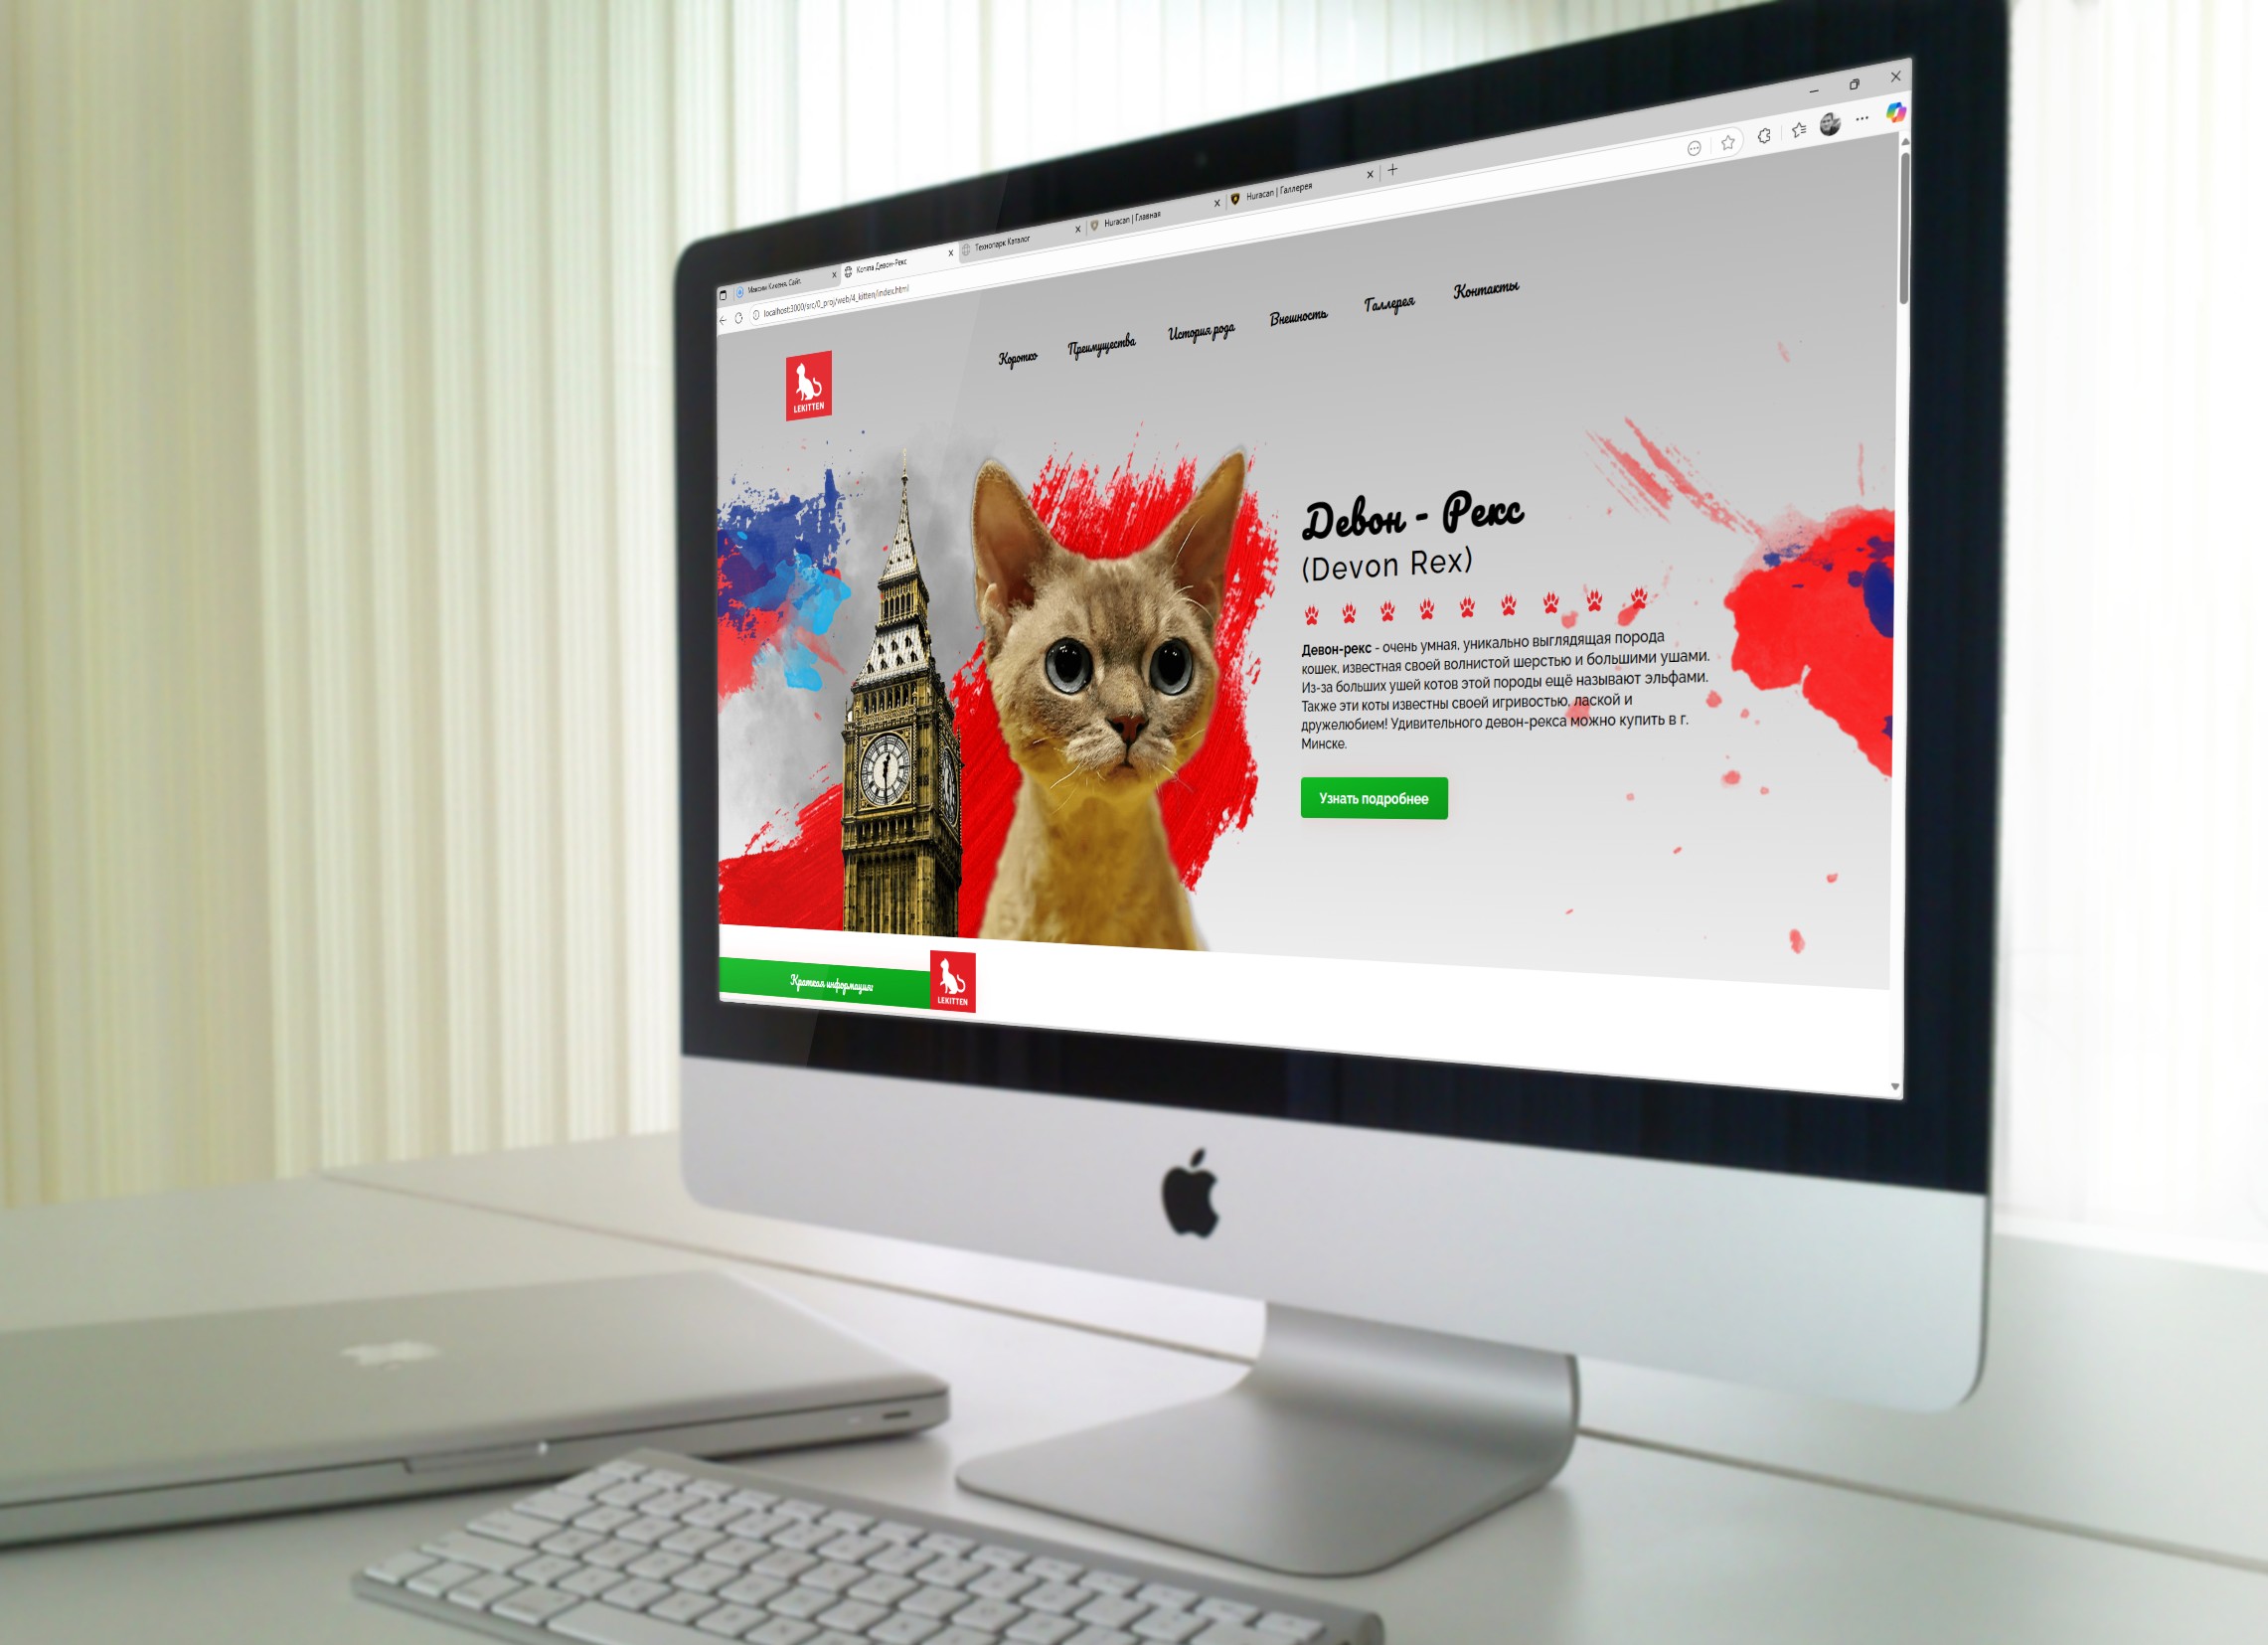 Максим Клюня. Сайт.
Котята Девон-Рекс
Технопарк Каталог
Huracan | Главная
Huracan | Галлерея
localhost:3000/src/0_proj/web/4_kitten/index.html
LEKITTEN
Коротко
Преимущества
История рода
Внешность
Галлерея
Контакты
Девон - Рекс
(Devon Rex)
Девон-рекс - очень умная, уникально выглядящая порода
кошек, известная своей волнистой шерстью и большими ушами.
Из-за больших ушей котов этой породы ещё называют эльфами.
Также эти коты известны своей игривостью, лаской и
дружелюбием! Удивительного девон-рекса можно купить в г.
Минске.
Узнать подробнее
Краткая информация:
LEKITTEN